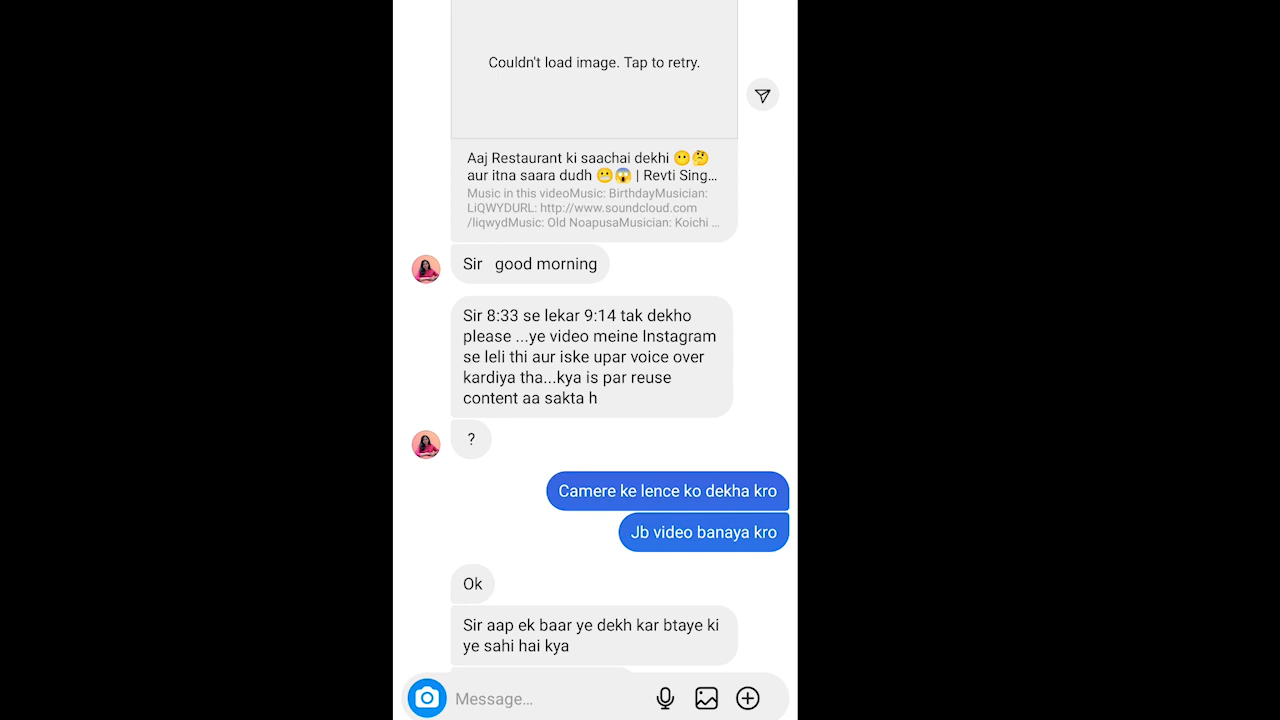 Couldn't load image. Tap to retry.
Aaj Restaurant ki saachai dekhi 😶🤔
aur itna saara dudh 😬😱 | Revti Sing...
Music in this videoMusic: BirthdayMusician:
LiQWYDURL: http://www.soundcloud.com
/liqwydMusic: Old NoapusaMusician: Koichi ...
Sir good morning
Sir 8:33 se lekar 9:14 tak dekho
please ...ye video meine Instagram
se leli thi aur iske upar voice over
kardiya tha...kya is par reuse
content aa sakta h
?
Camere ke lence ko dekha kro
Jb video banaya kro
Ok
Sir aap ek baar ye dekh kar btaye ki
ye sahi hai kya
Message...